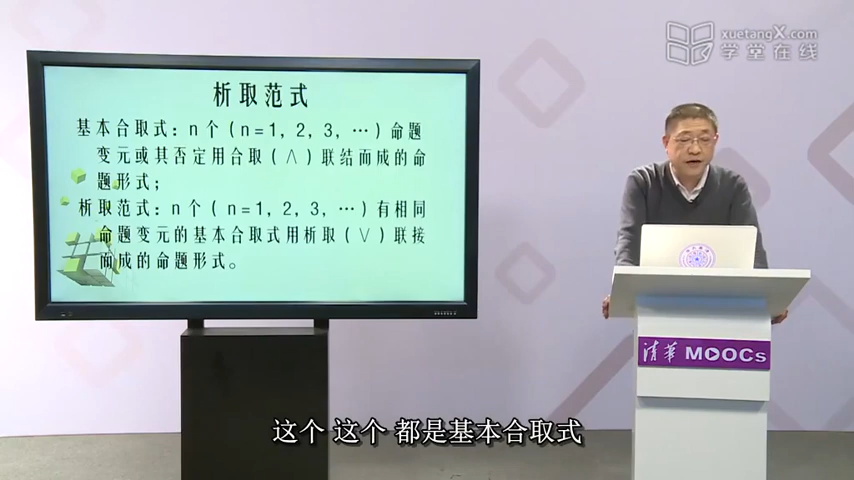 xuetangX.com
学堂在线
析取范式
基本合取式：n个（n=1，2，3，…）命题
变元或其否定用合取（∧）联结而成的命
题形式；
析取范式：n个（n=1，2，3，…）有相同
命题变元的基本合取式用析取（∨）联接
而成的命题形式。
清華 MOOCs
这个 这个 都是基本合取式